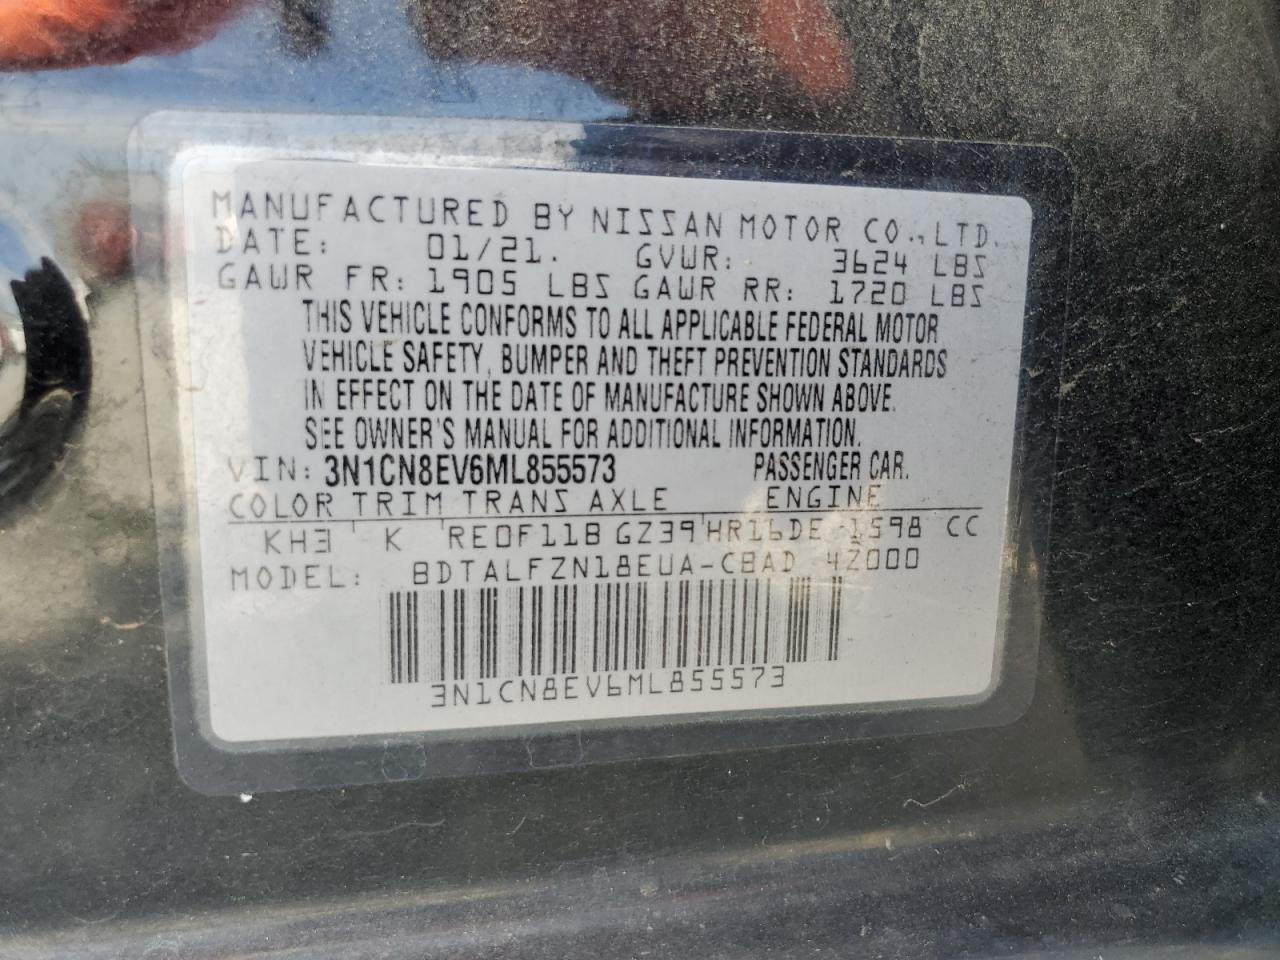 MANUFACTURED BY NISSAN MOTOR CO., LTD.
DATE: 01/21. GVWR: 3624 LBS
GAWR FR: 1905 LBS GAWR RR: 1720 LBS
THIS VEHICLE CONFORMS TO ALL APPLICABLE FEDERAL MOTOR
VEHICLE SAFETY, BUMPER AND THEFT PREVENTION STANDARDS
IN EFFECT ON THE DATE OF MANUFACTURE SHOWN ABOVE.
SEE OWNER'S MANUAL FOR ADDITIONAL INFORMATION.
VIN: 3N1CN8EV6ML855573 PASSENGER CAR.
COLOR TRIM TRANS AXLE ENGINE
KH3 K RE0F11B GZ39 HR16DE 1598 CC
MODEL: BDTALFZN18EUA-CBAD 4Z000
3N1CN8EV6ML855573